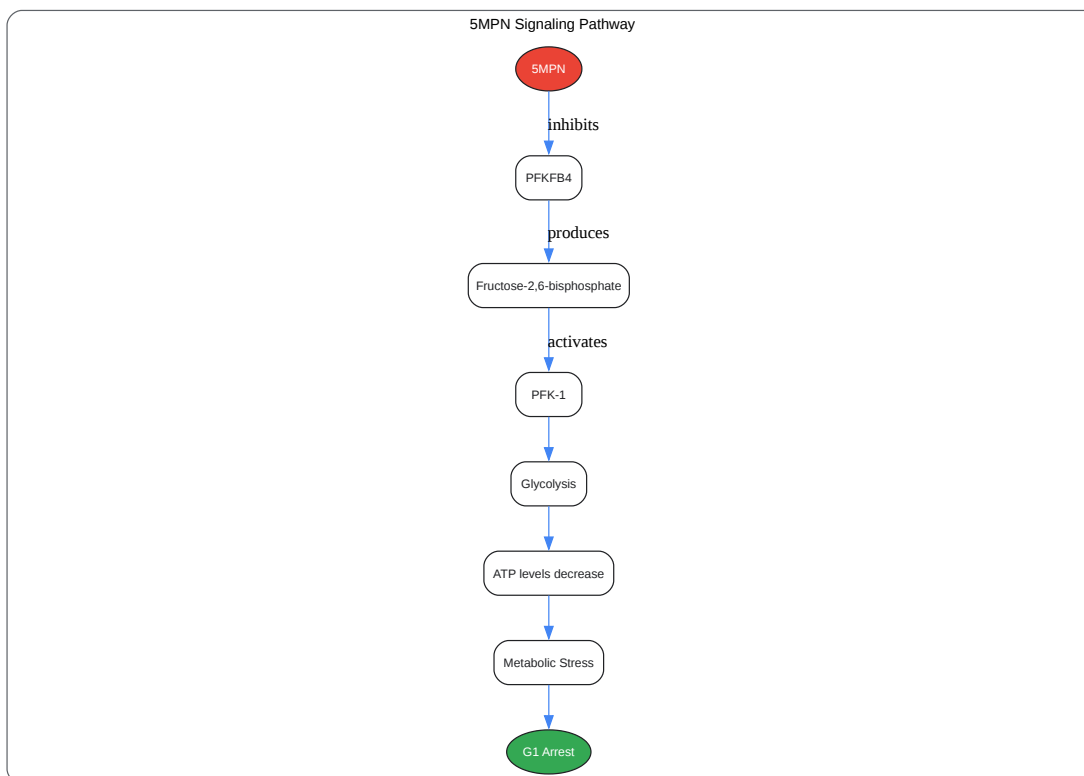 5MPN Signaling Pathway
5MPN
inhibits
PFKFB4
produces
Fructose-2,6-bisphosphate
activates
PFK-1
Glycolysis
ATP levels decrease
Metabolic Stress
G1 Arrest